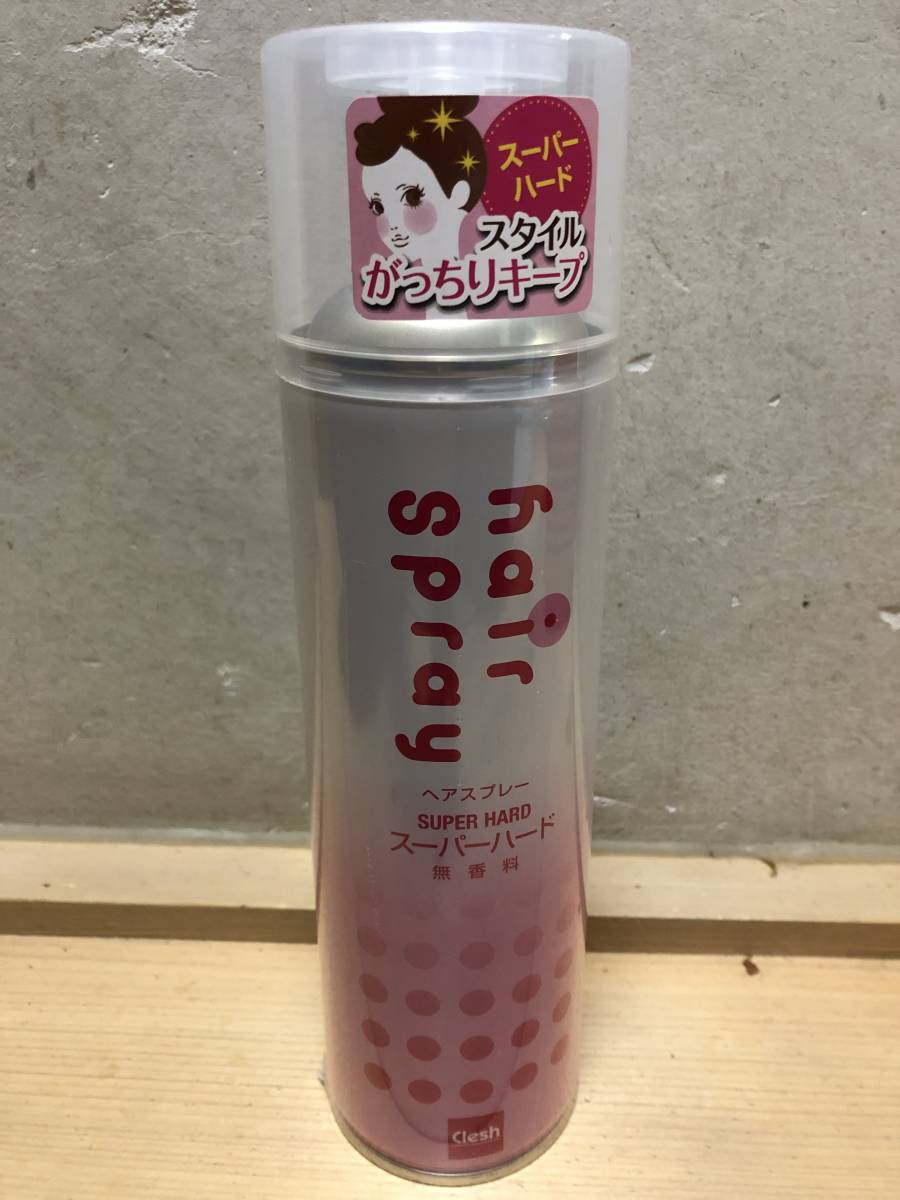 スーパー
ハード
スタイル
がっちりキープ
hair
spray
ヘアスプレー
SUPER HARD
スーパーハード
無香料
Clesh